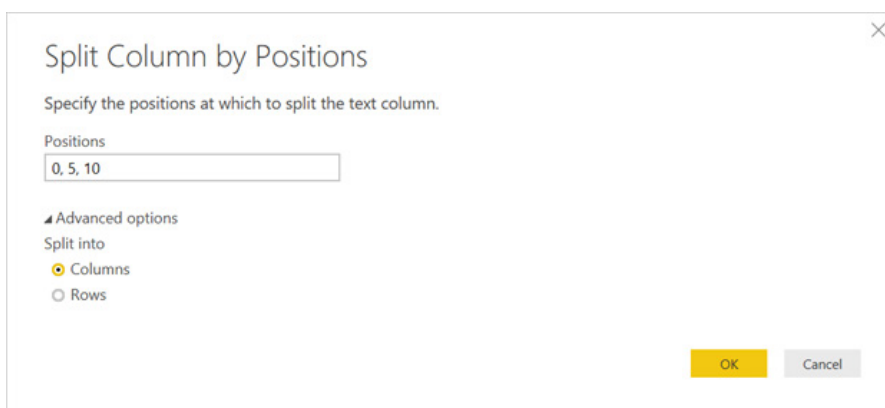 Split Column by Positions
Specify the positions at which to split the text column.
Positions
0, 5, 10
Advanced options
Split into
Columns
Rows
OK Cancel